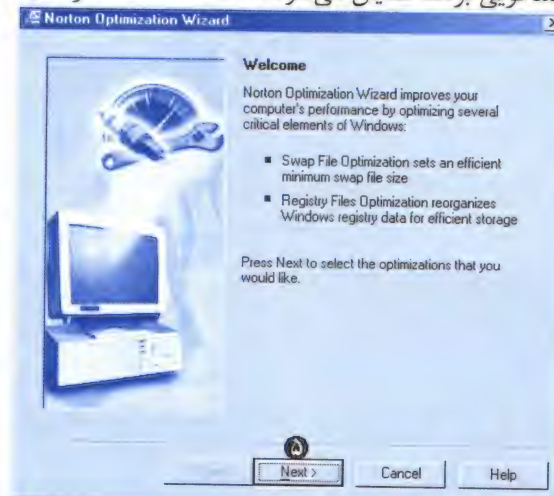 Norton Optimization Wizard
Welcome
Norton Optimization Wizard improves your
computer's performance by optimizing several
critical elements of Windows:
■ Swap File Optimization sets an efficient
minimum swap file size
■ Registry Files Optimization reorganizes
Windows registry data for efficient storage
Press Next to select the optimizations that you
would like.
۵
Next >
Cancel
Help